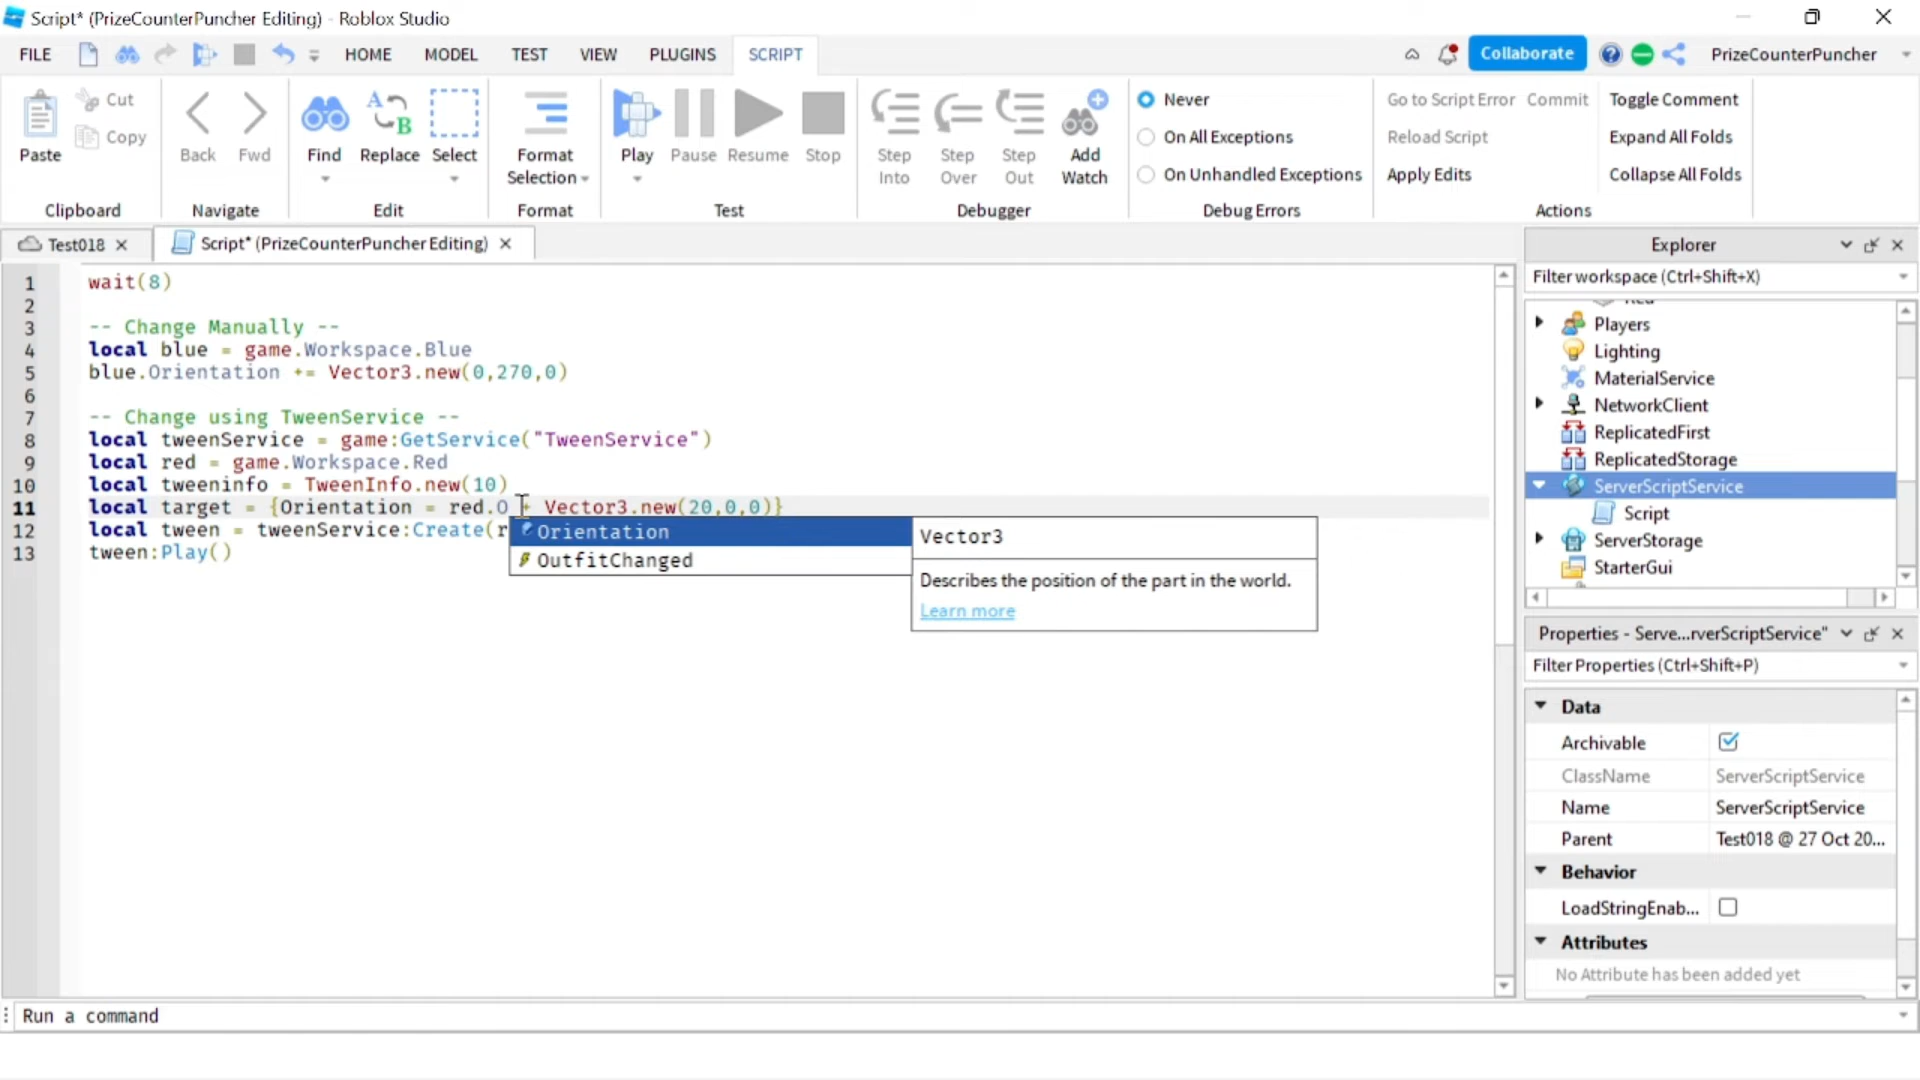 Script* (PrizeCounterPuncher Editing) - Roblox Studio
FILE HOME MODEL TEST VIEW PLUGINS SCRIPT Collaborate PrizeCounterPuncher
Paste Cut Copy
Clipboard
Back Fwd
Navigate
Find Replace Select
Edit
Format Selection
Format
Play Pause Resume Stop
Test
Step Into Step Over Step Out Add Watch
Debugger
Never
On All Exceptions
On Unhandled Exceptions
Debug Errors
Go to Script Error Commit Toggle Comment
Reload Script Expand All Folds
Apply Edits Collapse All Folds
Actions
Test018
Script* (PrizeCounterPuncher Editing)
1 wait(8)
2
3 -- Change Manually --
4 local blue = game.Workspace.Blue
5 blue.Orientation += Vector3.new(0,270,0)
6
7 -- Change using TweenService --
8 local tweenService = game:GetService("TweenService")
9 local red = game.Workspace.Red
10 local tweeninfo = TweenInfo.new(10)
11 local target = {Orientation = red.O + Vector3.new(20,0,0)}
12 local tween = tweenService:Create(r
13 tween:Play()
Orientation
OutfitChanged
Vector3
Describes the position of the part in the world.
Learn more
Explorer
Filter workspace (Ctrl+Shift+X)
Players
Lighting
MaterialService
NetworkClient
ReplicatedFirst
ReplicatedStorage
ServerScriptService
Script
ServerStorage
StarterGui
Properties - Serve...rverScriptService"
Filter Properties (Ctrl+Shift+P)
Data
Archivable
ClassName ServerScriptService
Name ServerScriptService
Parent Test018 @ 27 Oct 20...
Behavior
LoadStringEnab...
Attributes
No Attribute has been added yet
Run a command